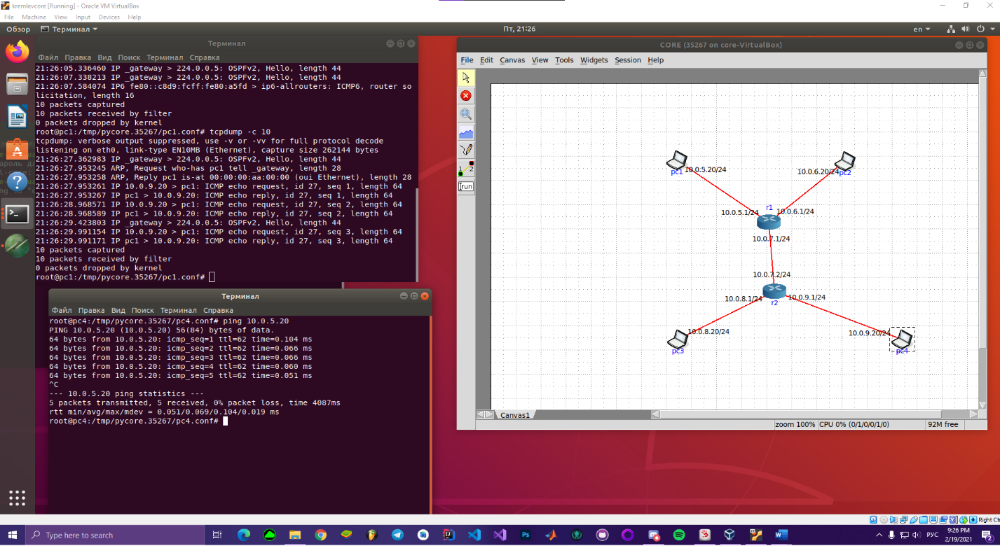 kremlevcore [Running] - Oracle VM VirtualBox
File Machine View Input Devices Help
Обзор Терминал Пт, 21:26 en
Терминал
Файл Правка Вид Поиск Терминал Справка
21:26:05.336460 IP _gateway > 224.0.0.5: OSPFv2, Hello, length 44
21:26:07.338213 IP _gateway > 224.0.0.5: OSPFv2, Hello, length 44
21:26:07.584074 IP6 fe80::c8d9:fcff:fe80:a5fd > ip6-allrouters: ICMP6, router so
licitation, length 16
10 packets captured
10 packets received by filter
0 packets dropped by kernel
root@pc1:/tmp/pycore.35267/pc1.conf# tcpdump -c 10
tcpdump: verbose output suppressed, use -v or -vv for full protocol decode
listening on eth0, link-type EN10MB (Ethernet), capture size 262144 bytes
21:26:27.362983 IP _gateway > 224.0.0.5: OSPFv2, Hello, length 44
21:26:27.953245 ARP, Request who-has pc1 tell _gateway, length 28
21:26:27.953258 ARP, Reply pc1 is-at 00:00:00:aa:00:00 (oui Ethernet), length 28
21:26:27.953261 IP 10.0.9.20 > pc1: ICMP echo request, id 27, seq 1, length 64
21:26:27.953267 IP pc1 > 10.0.9.20: ICMP echo reply, id 27, seq 1, length 64
21:26:28.968571 IP 10.0.9.20 > pc1: ICMP echo request, id 27, seq 2, length 64
21:26:28.968589 IP pc1 > 10.0.9.20: ICMP echo reply, id 27, seq 2, length 64
21:26:29.423803 IP _gateway > 224.0.0.5: OSPFv2, Hello, length 44
21:26:29.991154 IP 10.0.9.20 > pc1: ICMP echo request, id 27, seq 3, length 64
21:26:29.991171 IP pc1 > 10.0.9.20: ICMP echo reply, id 27, seq 3, length 64
10 packets captured
10 packets received by filter
0 packets dropped by kernel
root@pc1:/tmp/pycore.35267/pc1.conf#
Терминал
Файл Правка Вид Поиск Терминал Справка
root@pc4:/tmp/pycore.35267/pc4.conf# ping 10.0.5.20
PING 10.0.5.20 (10.0.5.20) 56(84) bytes of data.
64 bytes from 10.0.5.20: icmp_seq=1 ttl=62 time=0.104 ms
64 bytes from 10.0.5.20: icmp_seq=2 ttl=62 time=0.066 ms
64 bytes from 10.0.5.20: icmp_seq=3 ttl=62 time=0.066 ms
64 bytes from 10.0.5.20: icmp_seq=4 ttl=62 time=0.060 ms
64 bytes from 10.0.5.20: icmp_seq=5 ttl=62 time=0.051 ms
^C
--- 10.0.5.20 ping statistics ---
5 packets transmitted, 5 received, 0% packet loss, time 4087ms
rtt min/avg/max/mdev = 0.051/0.069/0.104/0.019 ms
root@pc4:/tmp/pycore.35267/pc4.conf#
CORE (35267 on core-VirtualBox)
File Edit Canvas View Tools Widgets Session Help
1 2
run
pc1 10.0.5.20/24
10.0.6.20/24 pc2
r1
10.0.5.1/24 10.0.6.1/24
10.0.7.1/24
10.0.7.2/24
10.0.8.1/24 r2 10.0.9.1/24
10.0.8.20/24
pc3
10.0.9.20/24
pc4
Canvas1
zoom 100% CPU 0% (0/1/0/0/1/0) 92M free
Right Ct
Type here to search
РУС
9:26 PM
2/19/2021
2